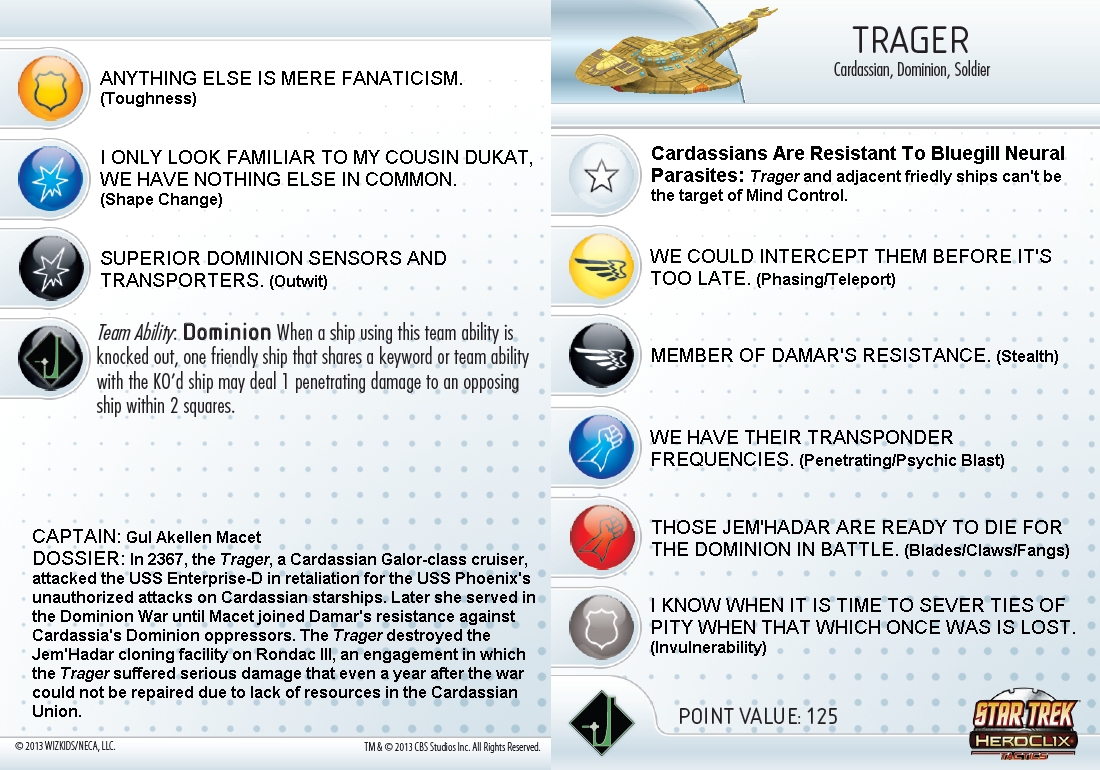 ANYTHING ELSE IS MERE FANATICISM.
(Toughness)
I ONLY LOOK FAMILIAR TO MY COUSIN DUKAT,
WE HAVE NOTHING ELSE IN COMMON.
(Shape Change)
SUPERIOR DOMINION SENSORS AND
TRANSPORTERS. (Outwit)
Team Ability: Dominion When a ship using this team ability is
knocked out, one friendly ship that shares a keyword or team ability
with the KO'd ship may deal 1 penetrating damage to an opposing
ship within 2 squares.
CAPTAIN: Gul Akellen Macet
DOSSIER: In 2367, the Trager, a Cardassian Galor-class cruiser,
attacked the USS Enterprise-D in retaliation for the USS Phoenix's
unauthorized attacks on Cardassian starships. Later she served in
the Dominion War until Macet joined Damar's resistance against
Cardassia's Dominion oppressors. The Trager destroyed the
Jem'Hadar cloning facility on Rondac III, an engagement in which
the Trager suffered serious damage that even a year after the war
could not be repaired due to lack of resources in the Cardassian
Union.
© 2013 WIZKIDS/NECA, LLC.
TM & © 2013 CBS Studios Inc. All Rights Reserved.
TRAGER
Cardassian, Dominion, Soldier
Cardassians Are Resistant To Bluegill Neural
Parasites: Trager and adjacent friedly ships can't be
the target of Mind Control.
WE COULD INTERCEPT THEM BEFORE IT'S
TOO LATE. (Phasing/Teleport)
MEMBER OF DAMAR'S RESISTANCE. (Stealth)
WE HAVE THEIR TRANSPONDER
FREQUENCIES. (Penetrating/Psychic Blast)
THOSE JEM'HADAR ARE READY TO DIE FOR
THE DOMINION IN BATTLE. (Blades/Claws/Fangs)
I KNOW WHEN IT IS TIME TO SEVER TIES OF
PITY WHEN THAT WHICH ONCE WAS IS LOST.
(Invulnerability)
POINT VALUE: 125
STAR TREK
HEROCLIX
TACTICS